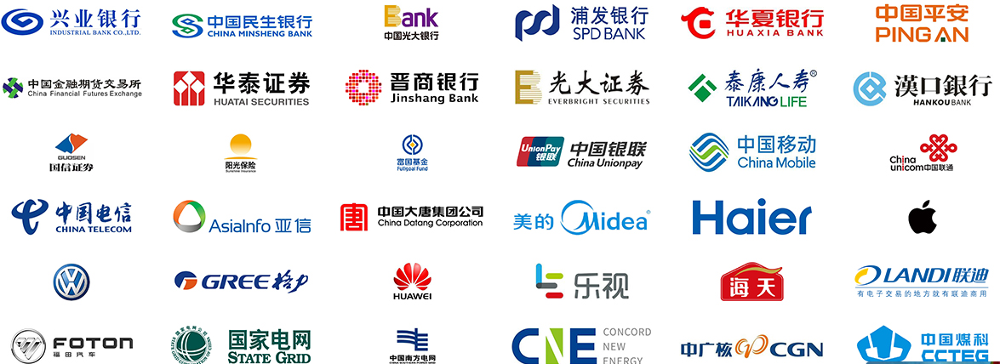 兴业银行
INDUSTRIAL BANK CO.,LTD.
中国民生银行
CHINA MINSHENG BANK
Bank
中国光大银行
浦发银行
SPD BANK
华夏银行
HUAXIA BANK
中国平安
PING AN
中国金融期货交易所
China Financial Futures Exchange
华泰证券
HUATAI SECURITIES
晋商银行
Jinshang Bank
光大证券
EVERBRIGHT SECURITIES
泰康人寿®
TAIKANG LIFE
漢口銀行
HANKOU BANK
GUOSEN
国信证券
阳光保险
Sunshine Insurance
富国基金
Fullgoal Fund
UnionPay
银联
中国银联
China Unionpay
中国移动
China Mobile
China
unicom中国联通
中国电信
CHINA TELECOM
AsiaInfo 亚信
唐
中国大唐集团公司
China Datang Corporation
美的 Midea®
Haier
GREE 格力
HUAWEI
乐视
海天
LANDI联迪
有电子交易的地方就有联迪商用
FOTON
福田汽车
国家电网
STATE GRID
中国南方电网
CHINA SOUTHERN POWER GRID
CNE
CONCORD
NEW
ENERGY
中广核 CGN
中国煤科
CCTEG